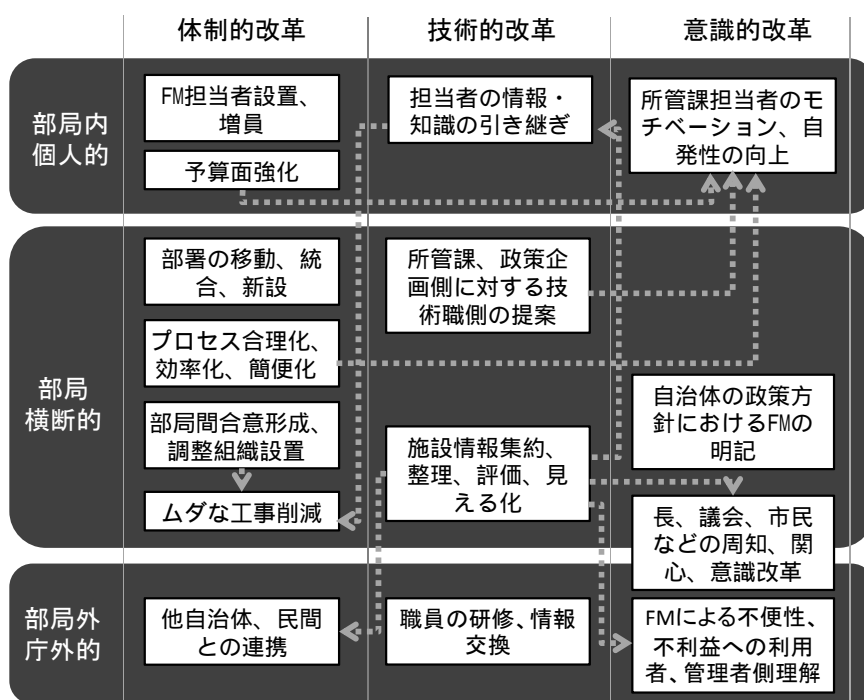 体制的改革
技術的改革
意識的改革
部局内
個人的
FM担当者設置、
増員
予算面強化
担当者の情報・
知識の引き継ぎ
所管課担当者のモ
チベーション、自
発性の向上
部局
横断的
部署の移動、統
合、新設
プロセス合理化、
効率化、簡便化
部局間合意形成、
調整組織設置
ムダな工事削減
所管課、政策企
画側に対する技
術職側の提案
施設情報集約、
整理、評価、見
える化
自治体の政策方
針におけるFMの
明記
長、議会、市民
などの周知、関
心、意識改革
部局外
庁外的
他自治体、民間
との連携
職員の研修、情報
交換
FMによる不便性、
不利益への利用
者、管理者側理解